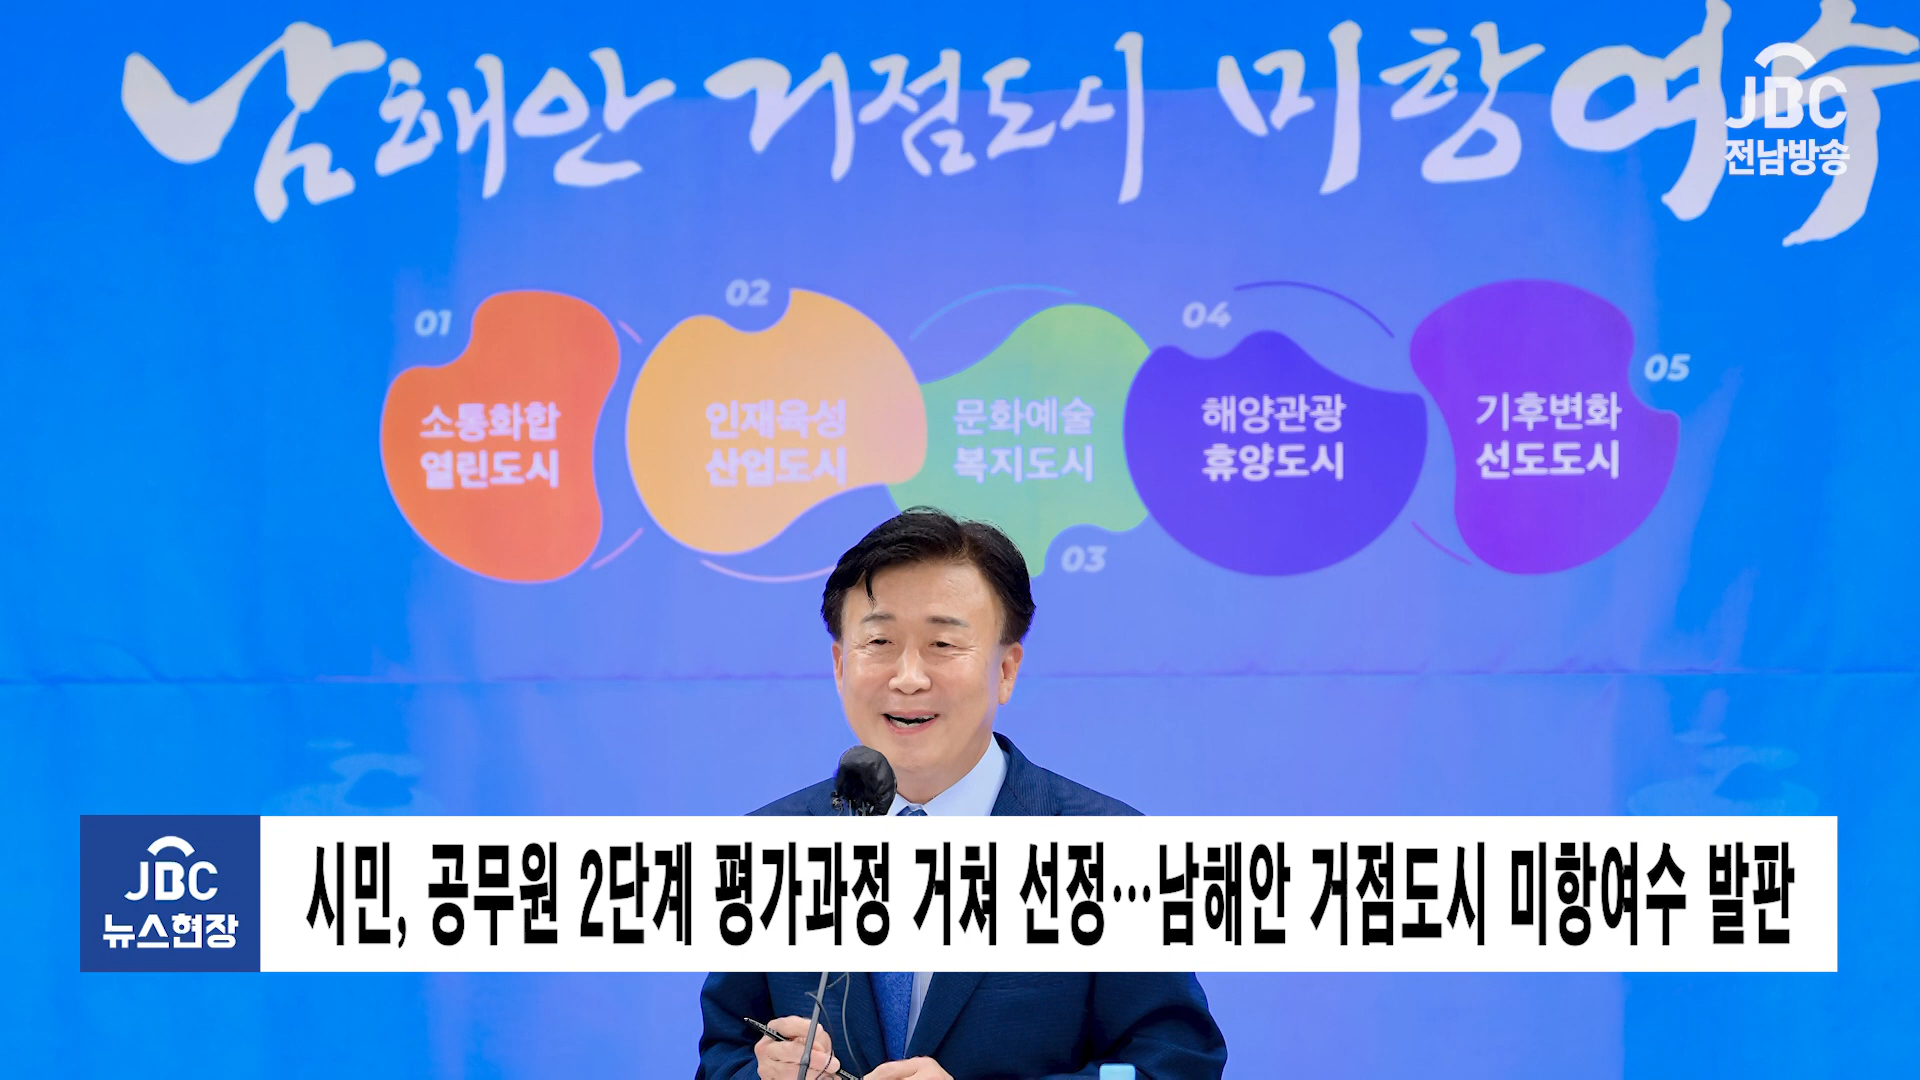 남해안 거점도시 미항여수
JBC
전남방송
01
소통화합
열린도시
02
인재육성
산업도시
문화예술
복지도시
03
04
해양관광
휴양도시
05
기후변화
선도도시
JBC
뉴스현장
시민, 공무원 2단계 평가과정 거쳐 선정…남해안 거점도시 미항여수 발판